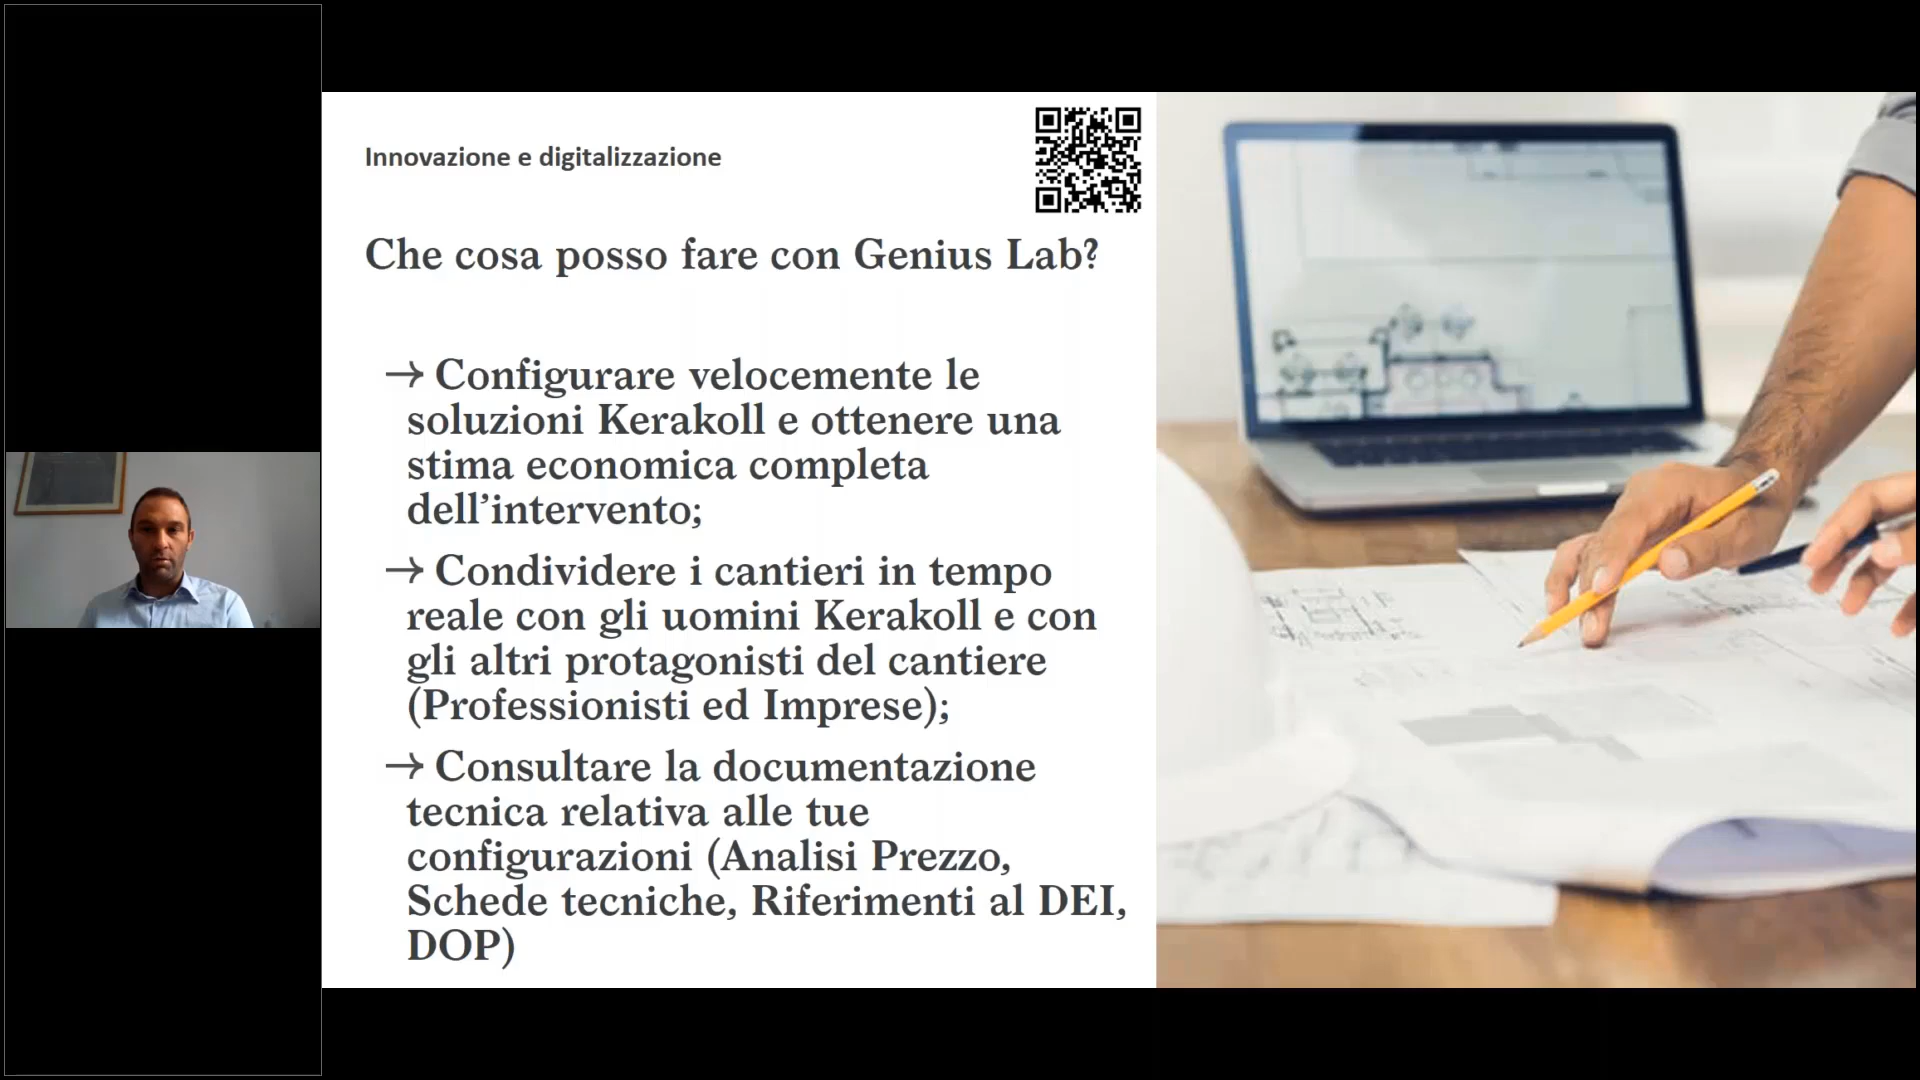 Innovazione e digitalizzazione
Che cosa posso fare con Genius Lab?
→ Configurare velocemente le
soluzioni Kerakoll e ottenere una
stima economica completa
dell’intervento;
→ Condividere i cantieri in tempo
reale con gli uomini Kerakoll e con
gli altri protagonisti del cantiere
(Professionisti ed Imprese);
→ Consultare la documentazione
tecnica relativa alle tue
configurazioni (Analisi Prezzo,
Schede tecniche, Riferimenti al DEI,
DOP)